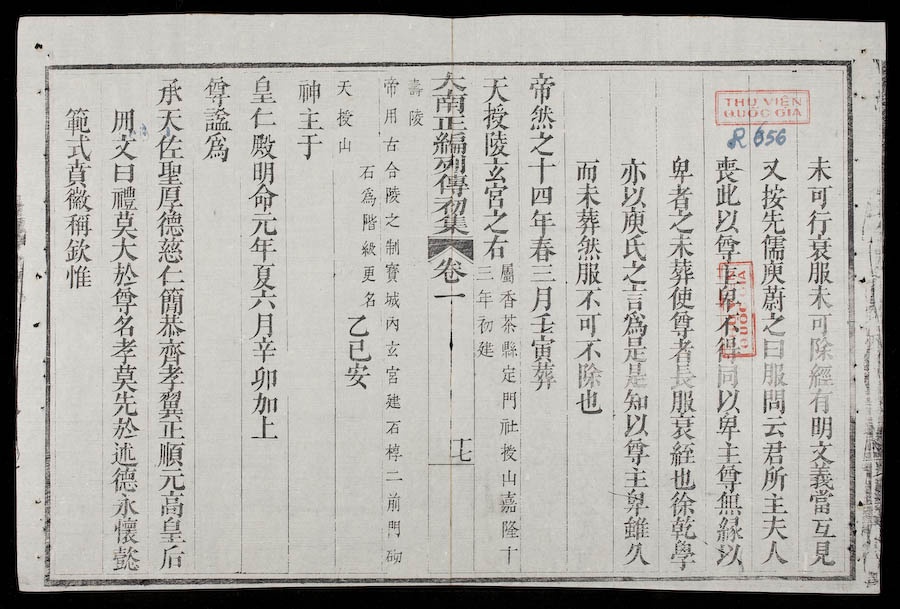 THƯ VIỆN
QUỐC GIA
R 656
未可行衰服未可除經有明文義當互見
又按先儒庾蔚之曰服問云君所主夫人
喪此以尊主卑不得同以卑主尊無緣以
卑者之未葬使尊者長服衰絰也徐乾學
亦以庾氏之言爲是是知以尊主卑雖久
而未葬然服不可不除也
帝然之十四年春三月壬寅葬
天授陵玄宮之右
屬香茶縣定門社授山嘉隆十
三年初建
大南正編列傳初集 卷一
十七
壽陵
帝用古合陵之制寶城內玄宮建石椁二前門砌
石爲階級更名
天授山
乙巳安
神主于
皇仁殿明命元年夏六月辛卯加上
尊謚爲
承天佐聖厚德慈仁簡恭齊孝翼正順元高皇后
册文曰禮莫大於尊名孝莫先於述德永懷懿
範式賁徽稱欽惟